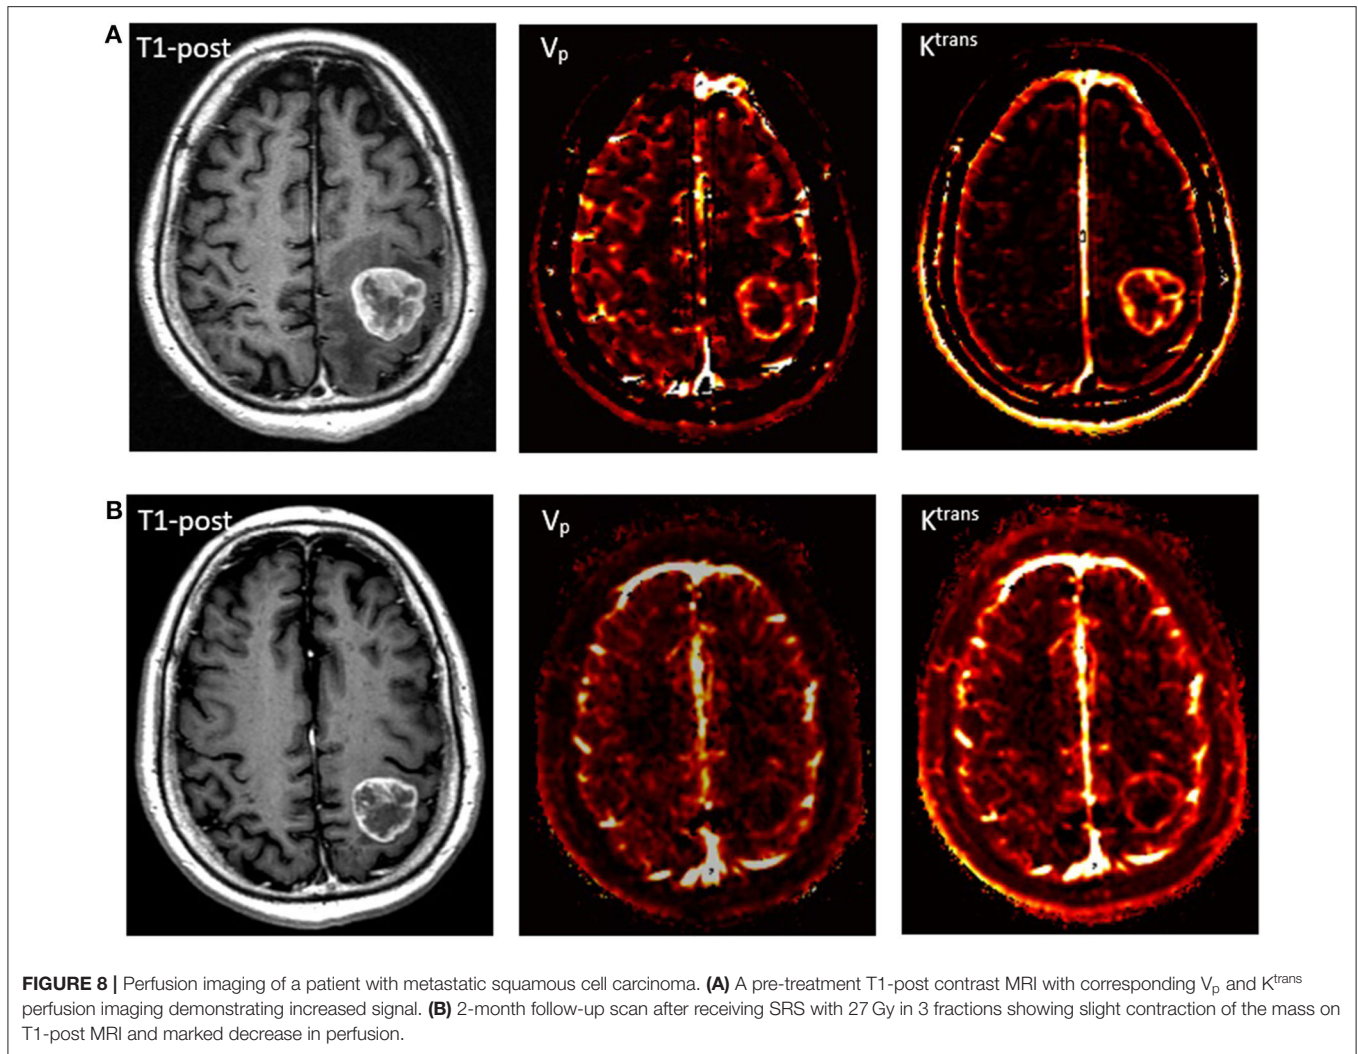 A
T1-post
Vp
Ktrans
B
T1-post
Vp
Ktrans
FIGURE 8 | Perfusion imaging of a patient with metastatic squamous cell carcinoma. (A) A pre-treatment T1-post contrast MRI with corresponding Vp and Ktrans
perfusion imaging demonstrating increased signal. (B) 2-month follow-up scan after receiving SRS with 27 Gy in 3 fractions showing slight contraction of the mass on
T1-post MRI and marked decrease in perfusion.